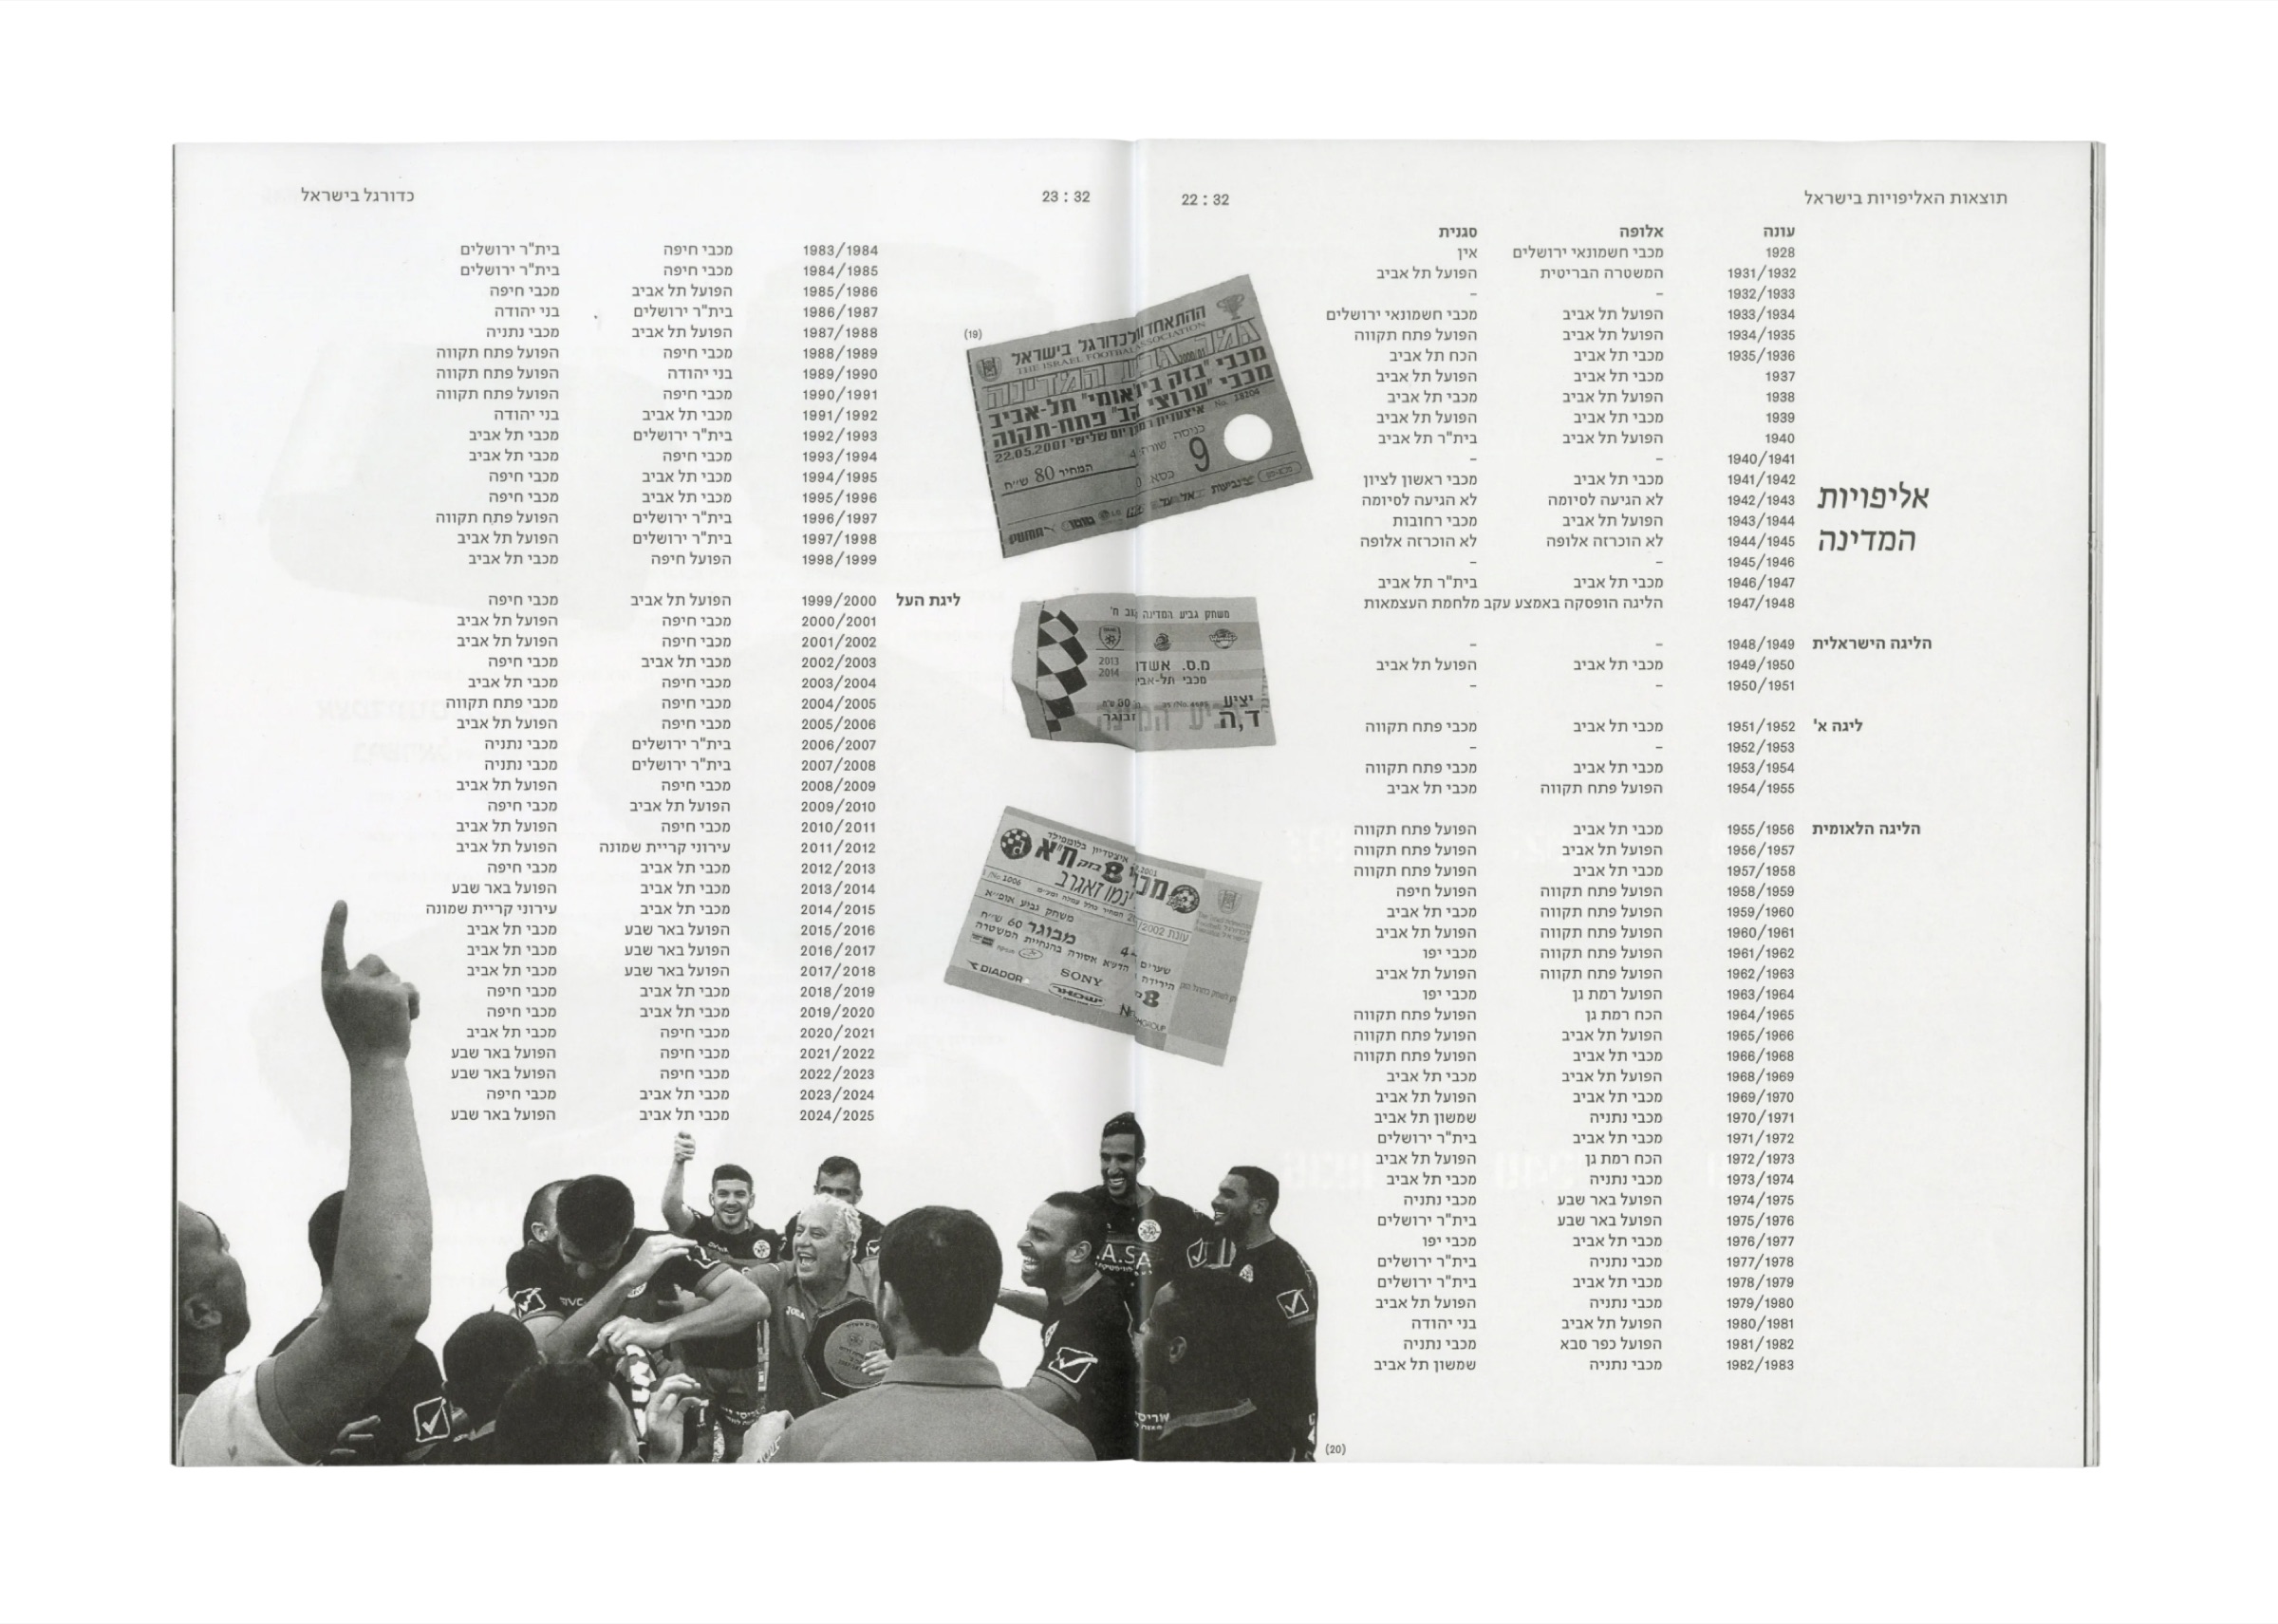 תוצאות האליפויות בישראל
22 : 32
אליפויות
המדינה
עונה אלופה סגנית
1928 מכבי חשמונאי ירושלים אין
1931/1932 המשטרה הבריטית הפועל תל אביב
1932/1933 – –
1933/1934 הפועל תל אביב מכבי חשמונאי ירושלים
1934/1935 הפועל תל אביב הפועל פתח תקווה
1935/1936 מכבי תל אביב הכח תל אביב
1937 מכבי תל אביב הפועל תל אביב
1938 הפועל תל אביב מכבי תל אביב
1939 מכבי תל אביב הפועל תל אביב
1940 הפועל תל אביב בית"ר תל אביב
1940/1941 – –
1941/1942 מכבי תל אביב מכבי ראשון לציון
1942/1943 לא הגיעה לסיומה לא הגיעה לסיומה
1943/1944 הפועל תל אביב מכבי רחובות
1944/1945 לא הוכרזה אלופה לא הוכרזה אלופה
1945/1946 – –
1946/1947 מכבי תל אביב בית"ר תל אביב
1947/1948 הליגה הופסקה באמצע עקב מלחמת העצמאות
הליגה הישראלית 1948/1949 – –
1949/1950 מכבי תל אביב הפועל תל אביב
1950/1951 – –
ליגה א' 1951/1952 מכבי תל אביב מכבי פתח תקווה
1952/1953 – –
1953/1954 מכבי תל אביב מכבי פתח תקווה
1954/1955 הפועל פתח תקווה מכבי תל אביב
הליגה הלאומית 1955/1956 מכבי תל אביב הפועל פתח תקווה
1956/1957 הפועל תל אביב הפועל פתח תקווה
1957/1958 מכבי תל אביב הפועל פתח תקווה
1958/1959 הפועל פתח תקווה הפועל חיפה
1959/1960 הפועל פתח תקווה מכבי תל אביב
1960/1961 הפועל פתח תקווה הפועל תל אביב
1961/1962 הפועל פתח תקווה מכבי יפו
1962/1963 הפועל פתח תקווה הפועל תל אביב
1963/1964 הפועל רמת גן מכבי יפו
1964/1965 הכח רמת גן הפועל פתח תקווה
1965/1966 הפועל תל אביב הפועל פתח תקווה
1966/1968 מכבי תל אביב הפועל פתח תקווה
1968/1969 הפועל תל אביב מכבי תל אביב
1969/1970 מכבי תל אביב הפועל תל אביב
1970/1971 מכבי נתניה שמשון תל אביב
1971/1972 מכבי תל אביב בית"ר ירושלים
1972/1973 הכח רמת גן הפועל תל אביב
1973/1974 מכבי נתניה מכבי תל אביב
1974/1975 הפועל באר שבע מכבי נתניה
1975/1976 הפועל באר שבע בית"ר ירושלים
1976/1977 מכבי תל אביב מכבי יפו
1977/1978 מכבי נתניה בית"ר ירושלים
1978/1979 מכבי תל אביב בית"ר ירושלים
1979/1980 מכבי נתניה הפועל תל אביב
1980/1981 הפועל תל אביב בני יהודה
1981/1982 הפועל כפר סבא מכבי נתניה
1982/1983 מכבי נתניה שמשון תל אביב
(20)
23 : 32
כדורגל בישראל
1983/1984 מכבי חיפה בית"ר ירושלים
1984/1985 מכבי חיפה בית"ר ירושלים
1985/1986 הפועל תל אביב מכבי חיפה
1986/1987 בית"ר ירושלים בני יהודה
1987/1988 הפועל תל אביב מכבי נתניה
1988/1989 מכבי חיפה הפועל פתח תקווה
1989/1990 בני יהודה הפועל פתח תקווה
1990/1991 מכבי חיפה הפועל פתח תקווה
1991/1992 מכבי תל אביב בני יהודה
1992/1993 בית"ר ירושלים מכבי תל אביב
1993/1994 מכבי חיפה מכבי תל אביב
1994/1995 מכבי תל אביב מכבי חיפה
1995/1996 מכבי תל אביב מכבי חיפה
1996/1997 בית"ר ירושלים הפועל פתח תקווה
1997/1998 בית"ר ירושלים הפועל תל אביב
1998/1999 הפועל חיפה מכבי תל אביב
ליגת העל 1999/2000 הפועל תל אביב מכבי חיפה
2000/2001 מכבי חיפה הפועל תל אביב
2001/2002 מכבי חיפה הפועל תל אביב
2002/2003 מכבי תל אביב מכבי חיפה
2003/2004 מכבי חיפה מכבי תל אביב
2004/2005 מכבי חיפה מכבי פתח תקווה
2005/2006 מכבי חיפה הפועל תל אביב
2006/2007 בית"ר ירושלים מכבי נתניה
2007/2008 בית"ר ירושלים מכבי נתניה
2008/2009 מכבי חיפה הפועל תל אביב
2009/2010 הפועל תל אביב מכבי חיפה
2010/2011 מכבי חיפה הפועל תל אביב
2011/2012 עירוני קריית שמונה הפועל תל אביב
2012/2013 מכבי תל אביב מכבי חיפה
2013/2014 מכבי תל אביב הפועל באר שבע
2014/2015 מכבי תל אביב עירוני קריית שמונה
2015/2016 הפועל באר שבע מכבי תל אביב
2016/2017 הפועל באר שבע מכבי תל אביב
2017/2018 הפועל באר שבע מכבי תל אביב
2018/2019 מכבי תל אביב מכבי חיפה
2019/2020 מכבי תל אביב מכבי חיפה
2020/2021 מכבי חיפה מכבי תל אביב
2021/2022 מכבי חיפה הפועל באר שבע
2022/2023 מכבי חיפה הפועל באר שבע
2023/2024 מכבי תל אביב מכבי חיפה
2024/2025 מכבי תל אביב הפועל באר שבע
(19)
בישראל
THE ISRAEL
ASSOCIATION
גמר גביע המדינה
מכבי תל-אביב
מכבי "ערוצי פתח-תקוה
No. 18204
יום שלישי 22.05.2001
כניסה
שורה 4
9
כסא
המחיר 80 ש"ח
PUMA
משחק גביע המדינה
2013
2014
מ.ס.
מכבי
יציע
ד,ה
ת"א
איצטדיון בלומפילד
No. 1006
משחק גביע
עונת
מבוגר 60 ש"ח
שערים
אסורה בהנחיית המשטרה
DIADOR
SONY
A.SA
JOMA